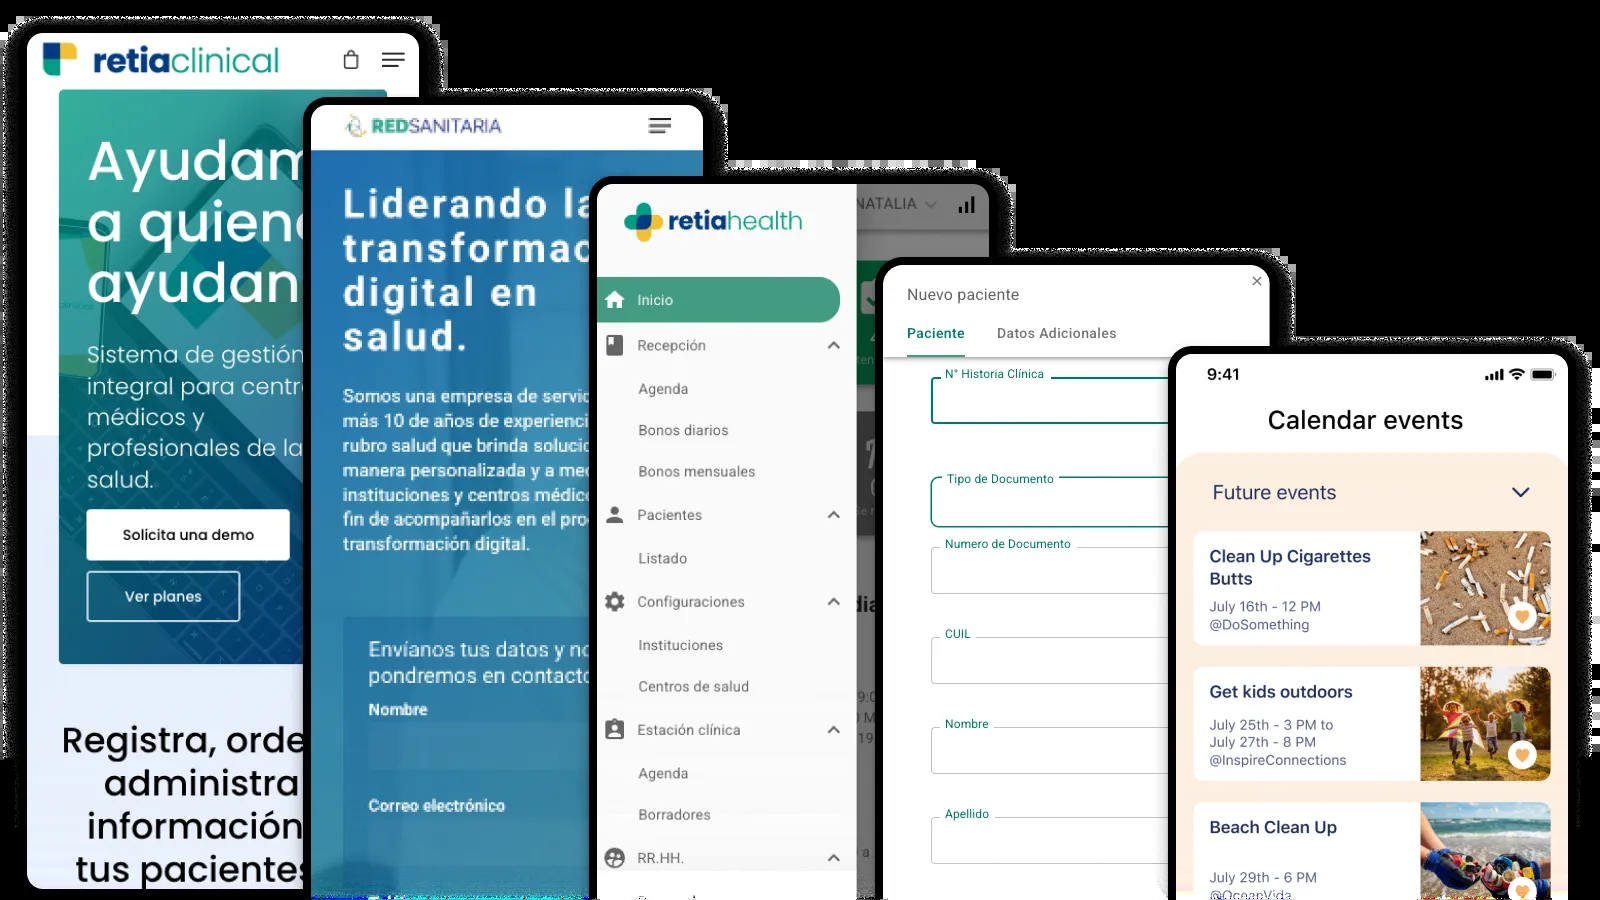 retiaclinical
Ayudam
a quien
ayudan
Sistema de gestión
integral para centr
médicos y
profesionales de la
salud.
Solicita una demo
Ver planes
Registra, orde
administra
información
tus pacientes
REDSANITARIA
Liderando la
transformac
digital en
salud.
Somos una empresa de servic
más 10 de años de experienci
rubro salud que brinda soluci
manera personalizada y a me
instituciones y centros médic
fin de acompañarlos en el pro
transformación digital.
Envíanos tus datos y no
pondremos en contacto
Nombre
Correo electrónico
retiahealth
NATALIA
Inicio
Recepción
Agenda
Bonos diarios
Bonos mensuales
Pacientes
Listado
Configuraciones
Instituciones
Centros de salud
Estación clínica
Agenda
Borradores
RR.HH.
Nuevo paciente
Paciente Datos Adicionales
N° Historia Clínica
Tipo de Documento
Numero de Documento
CUIL
Nombre
Apellido
9:41
Calendar events
Future events
Clean Up Cigarettes
Butts
July 16th - 12 PM
@DoSomething
Get kids outdoors
July 25th - 3 PM to
July 27th - 8 PM
@InspireConnections
Beach Clean Up
July 29th - 6 PM
@OceanVida